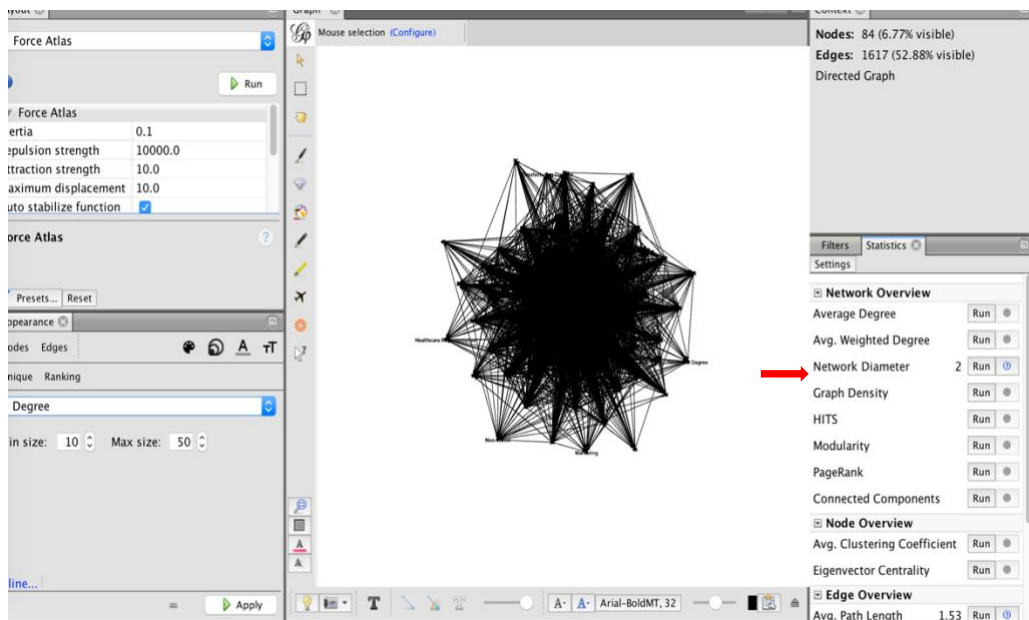 Graph
Context
Force Atlas
Run
Force Atlas
ertia 0.1
epulsion strength 10000.0
ttraction strength 10.0
aximum displacement 10.0
uto stabilize function
orce Atlas
?
Presets... Reset
ppearance
odes Edges
A TT
nique Ranking
Degree
in size: 10 Max size: 50
line...
Apply
Mouse selection (Configure)
Healthcare
Degree
Marketing
A
A
T T A- A- Arial-BoldMT, 32
Nodes: 84 (6.77% visible)
Edges: 1617 (52.88% visible)
Directed Graph
Filters Statistics
Settings
Network Overview
Average Degree Run
Avg. Weighted Degree Run
Network Diameter 2 Run ?
Graph Density Run
HITS Run
Modularity Run
PageRank Run
Connected Components Run
Node Overview
Avg. Clustering Coefficient Run
Eigenvector Centrality Run
Edge Overview
Avg. Path Length 1.53 Run ?